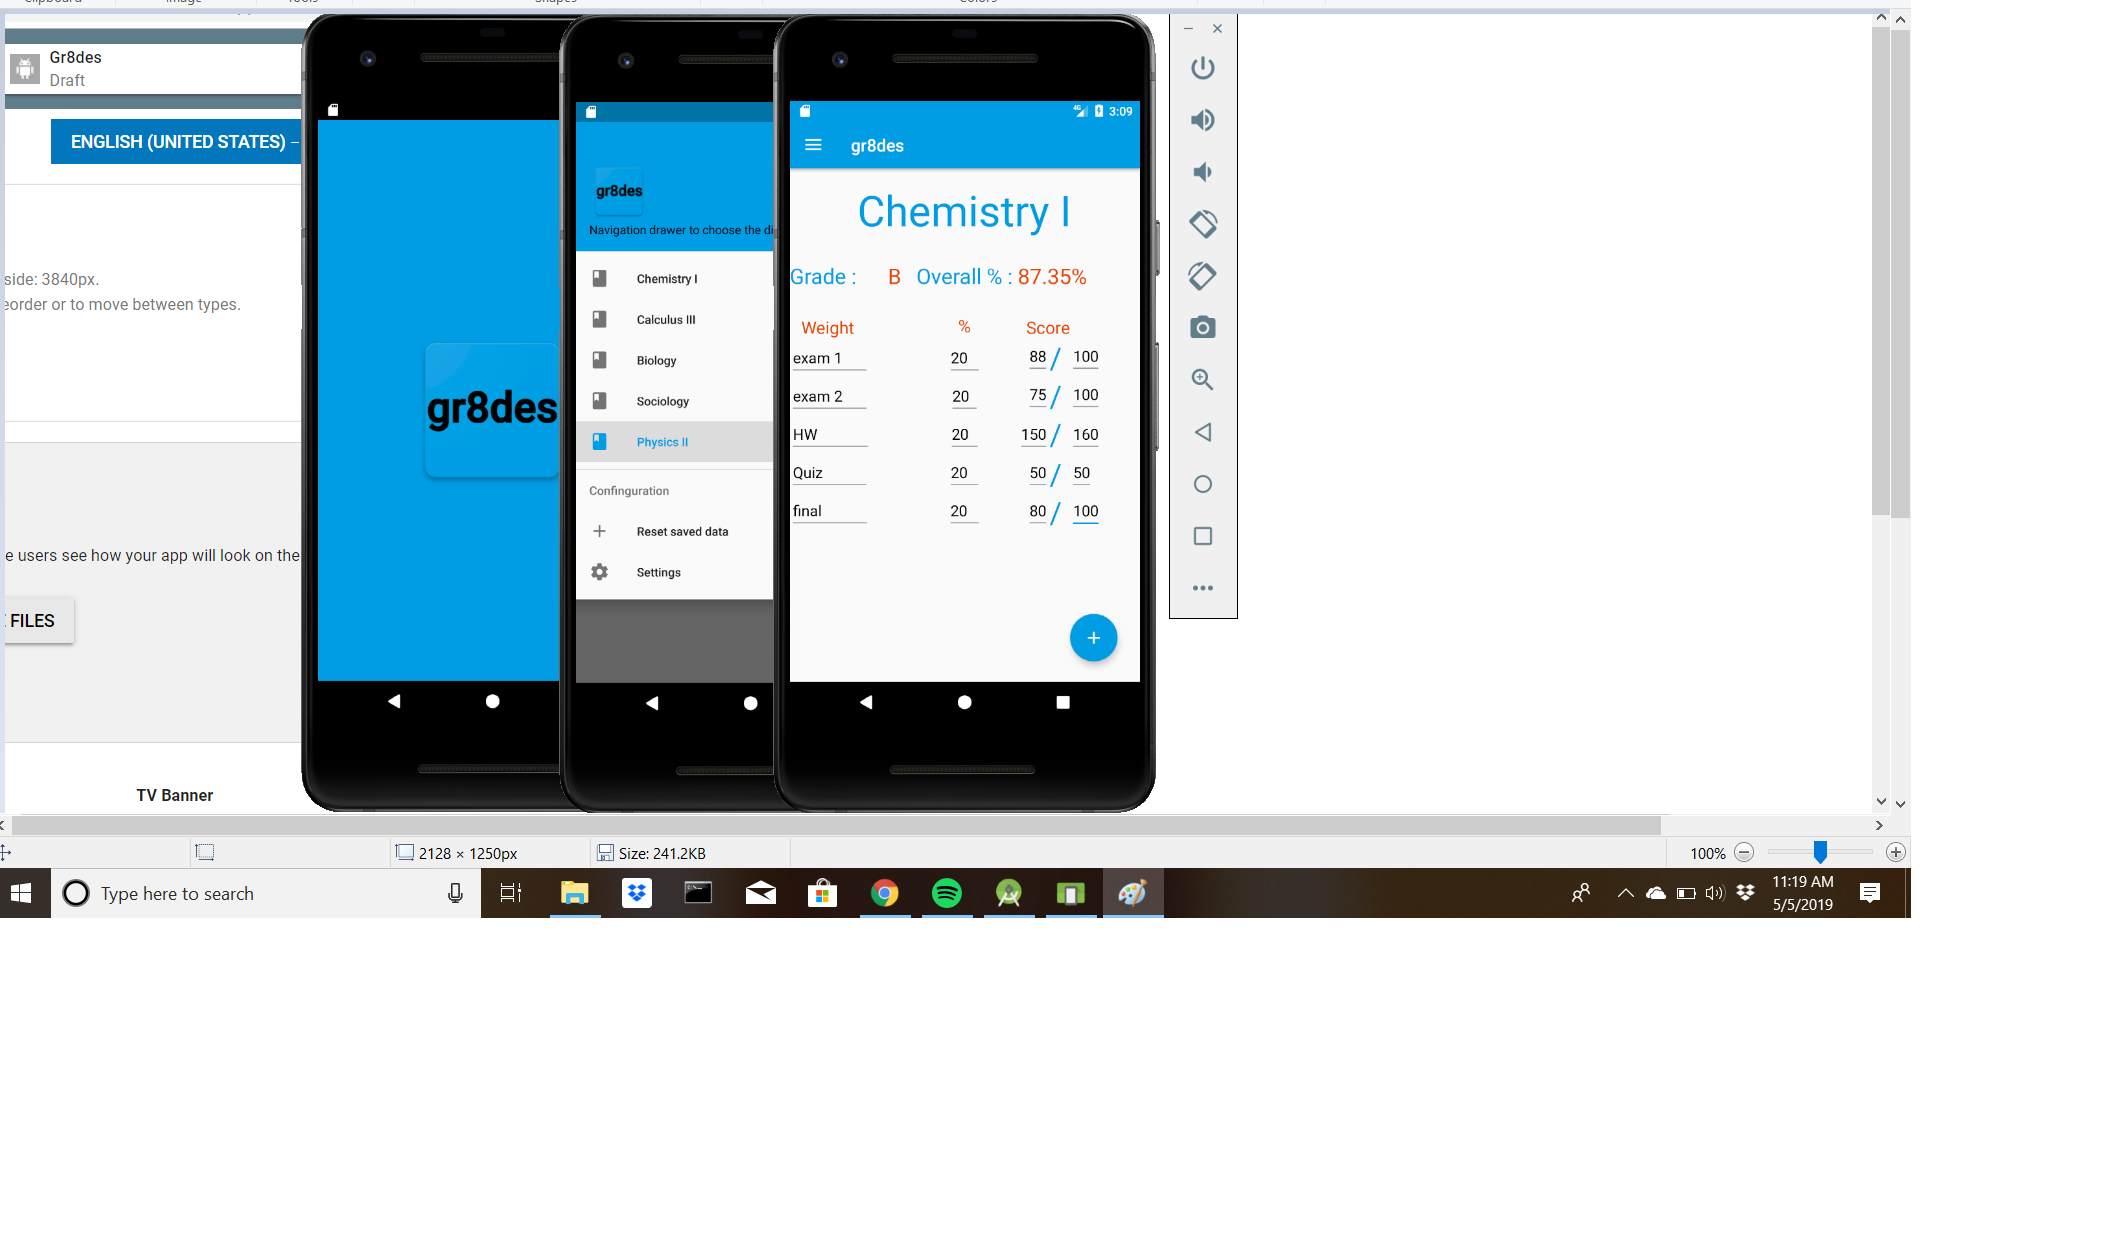 Gr8des
Draft
ENGLISH (UNITED STATES) –
side: 3840px.
eorder or to move between types.
e users see how your app will look on the
FILES
TV Banner
gr8des
gr8des
Navigation drawer to choose the di
Chemistry I
Calculus III
Biology
Sociology
Physics II
Confinguration
Reset saved data
Settings
4G 3:09
gr8des
Chemistry I
Grade : B Overall % : 87.35%
Weight % Score
exam 1 20 88 / 100
exam 2 20 75 / 100
HW 20 150 / 160
Quiz 20 50 / 50
final 20 80 / 100
2128 × 1250px Size: 241.2KB 100%
Type here to search
11:19 AM
5/5/2019